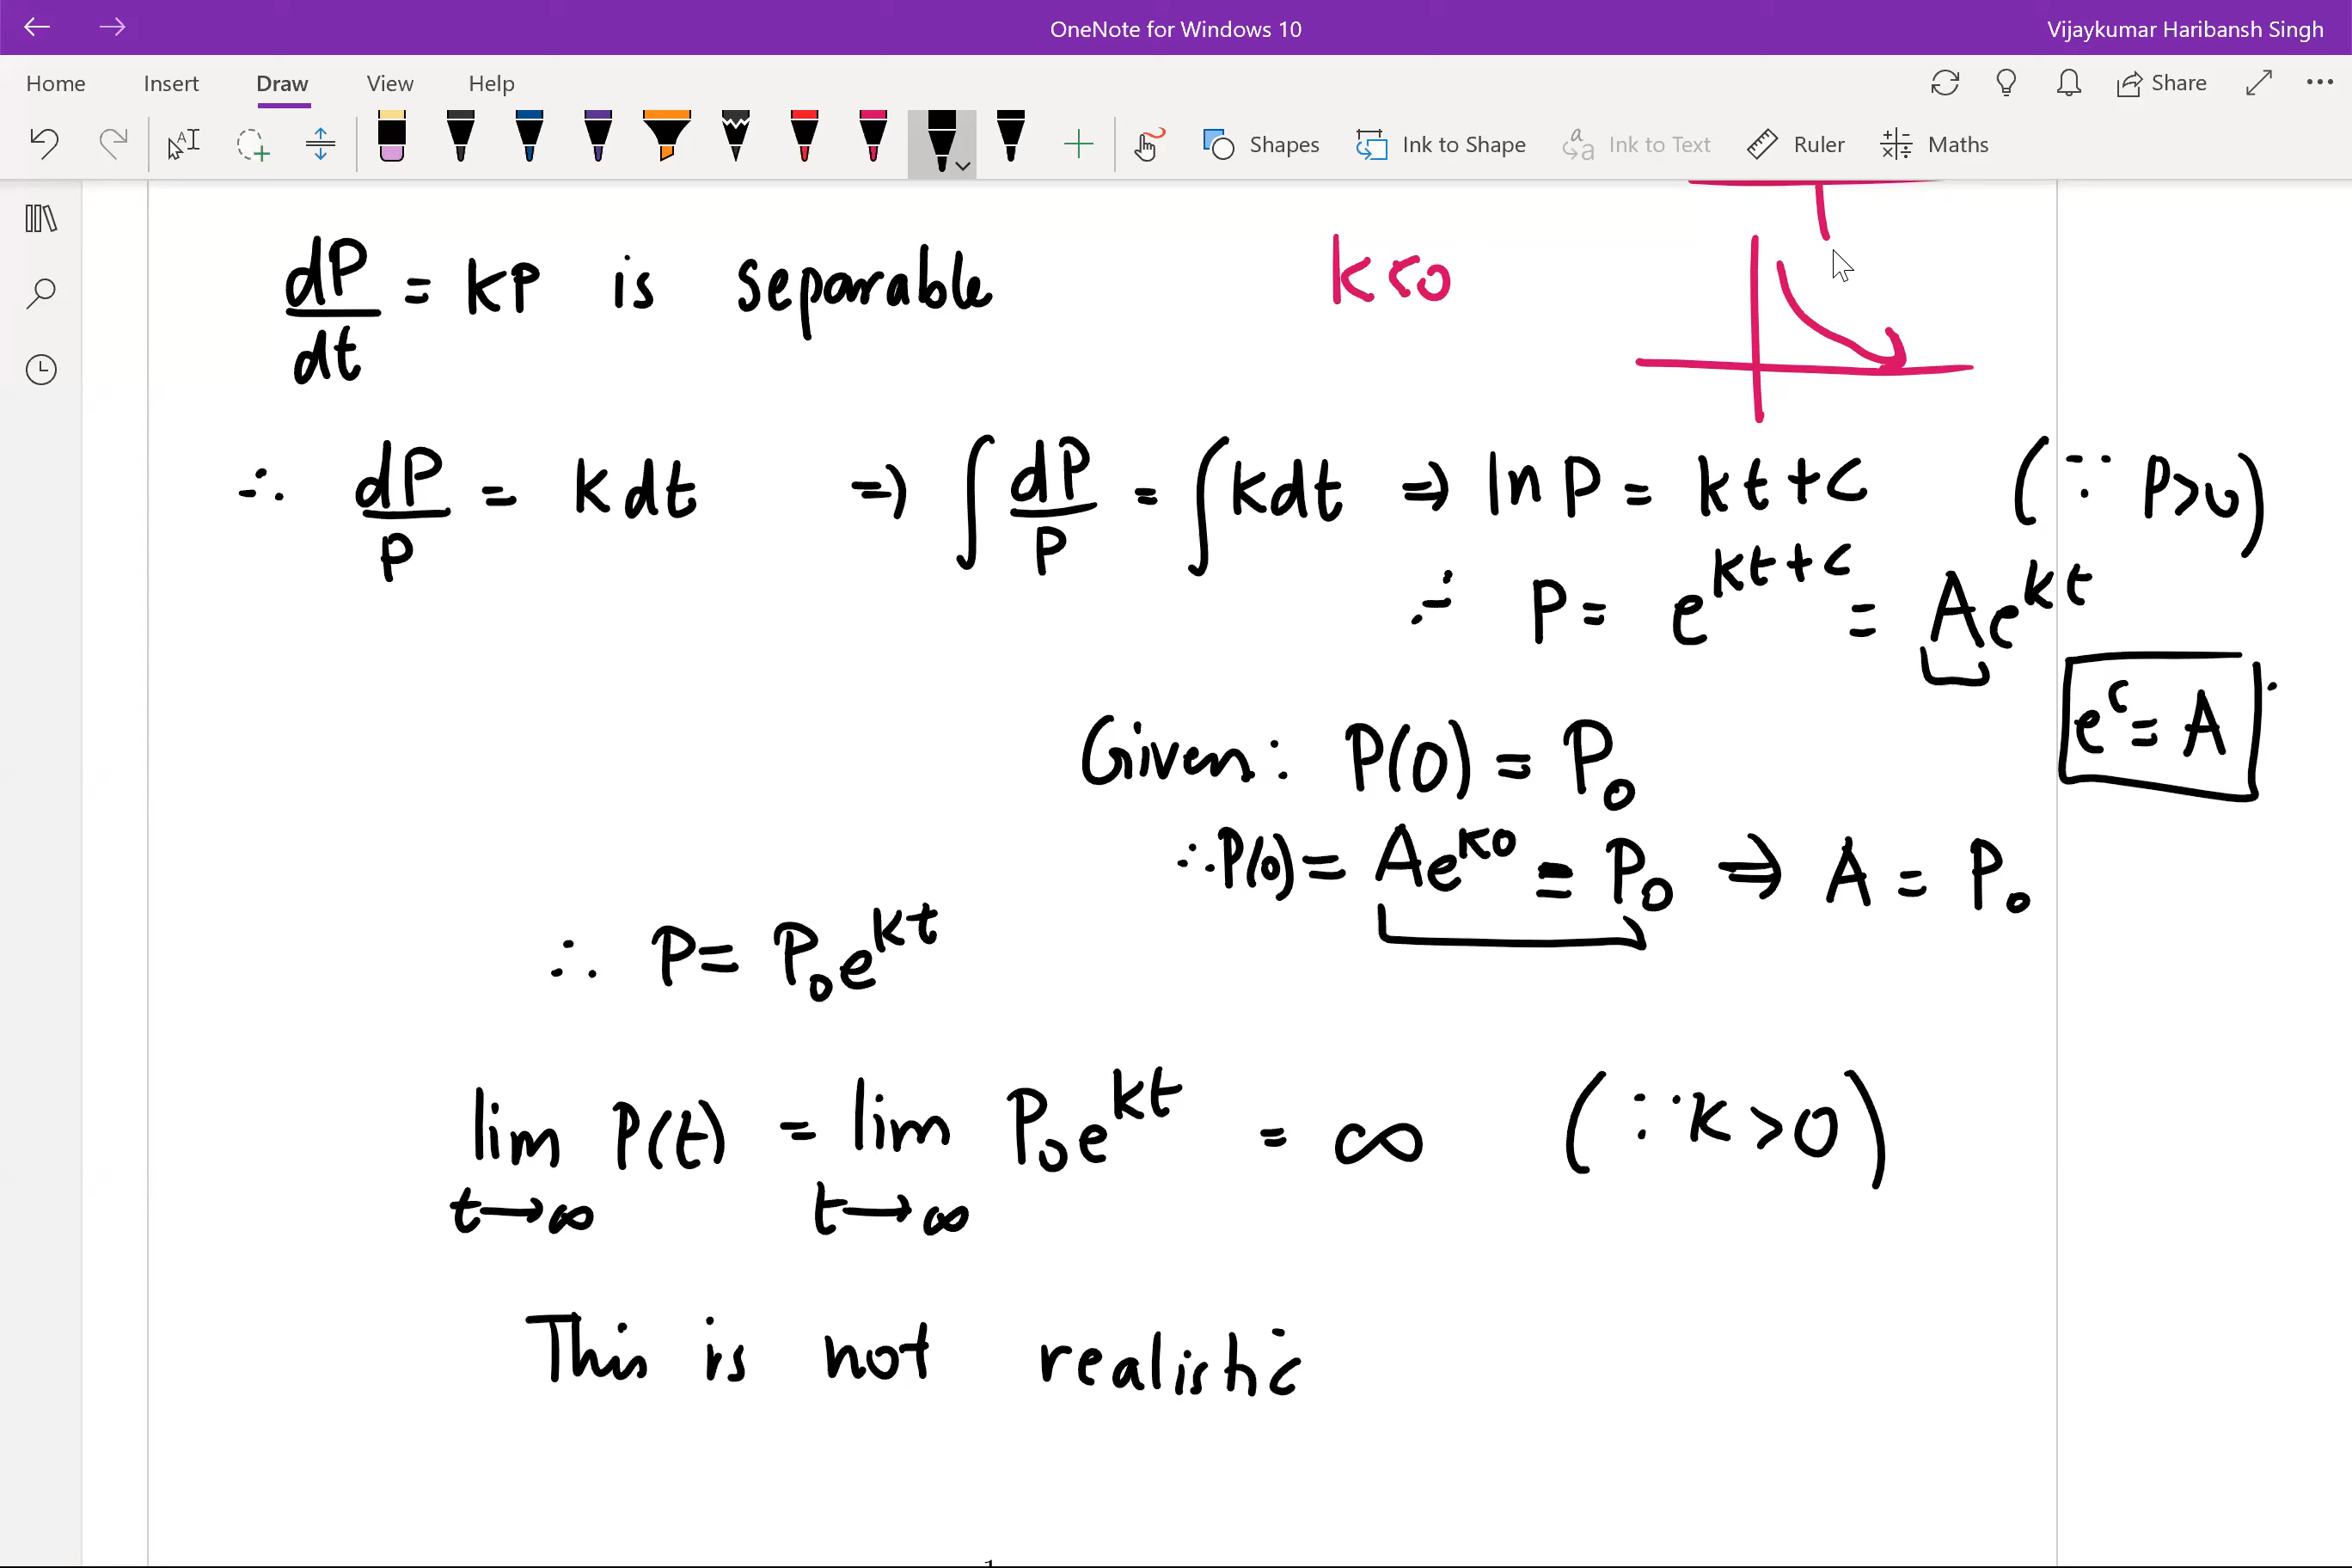 OneNote for Windows 10
Vijaykumar Haribansh Singh
Home Insert Draw View Help
Share
Shapes Ink to Shape Ink to Text Ruler Maths
dP/dt = kP is separable
k<0
∴ dP/P = k dt ⇒ ∫ dP/P = ∫ k dt ⇒ ln P = kt + C (∵ P>0)
∴ P = e^{kt+c} = Ae^{kt}
e^c = A
Given: P(0) = P₀
∴ P(0) = Ae^{k0} = P₀ ⇒ A = P₀
∴ P = P₀e^{kt}
lim_{t→∞} P(t) = lim_{t→∞} P₀e^{kt} = ∞ (∵ k>0)
This is not realistic